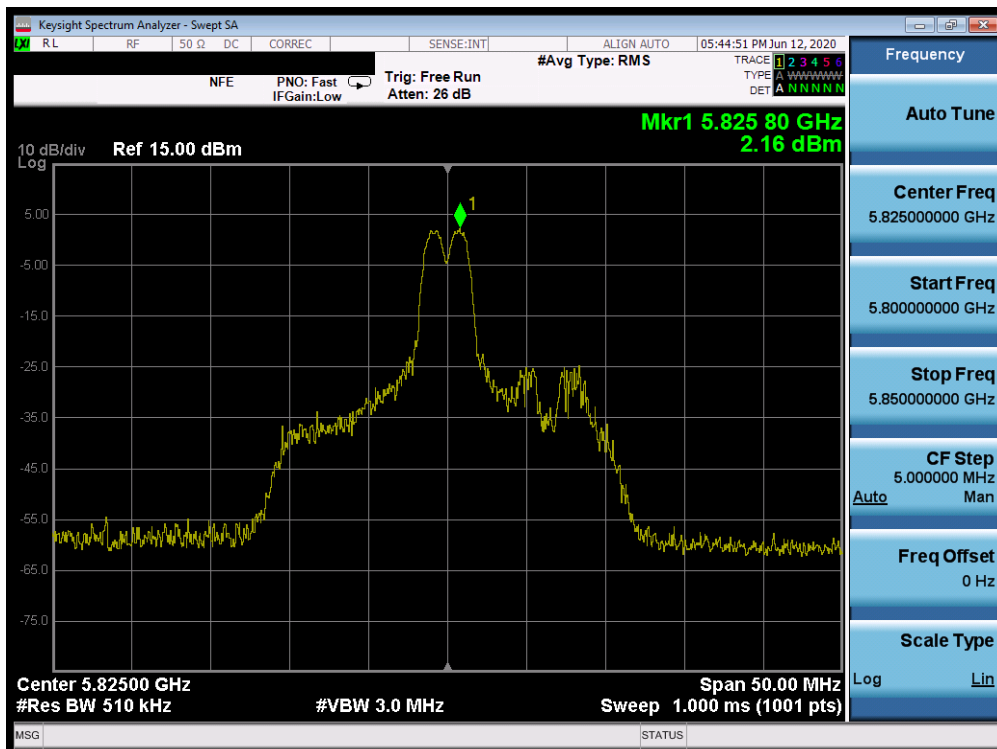 Keysight Spectrum Analyzer - Swept SA
LXI RL RF 50 Ω DC CORREC SENSE:INT ALIGN AUTO 05:44:51 PM Jun 12, 2020
NFE PNO: Fast IFGain:Low Trig: Free Run Atten: 26 dB #Avg Type: RMS
TRACE 1 2 3 4 5 6
TYPE A WWWWW
DET A N N N N N
Mkr1 5.825 80 GHz
2.16 dBm
10 dB/div Ref 15.00 dBm
Log
1
5.00
-5.00
-15.0
-25.0
-35.0
-45.0
-55.0
-65.0
-75.0
Center 5.82500 GHz Span 50.00 MHz
#Res BW 510 kHz #VBW 3.0 MHz Sweep 1.000 ms (1001 pts)
MSG STATUS
Frequency
Auto Tune
Center Freq
5.825000000 GHz
Start Freq
5.800000000 GHz
Stop Freq
5.850000000 GHz
CF Step
5.000000 MHz
Auto Man
Freq Offset
0 Hz
Scale Type
Log Lin